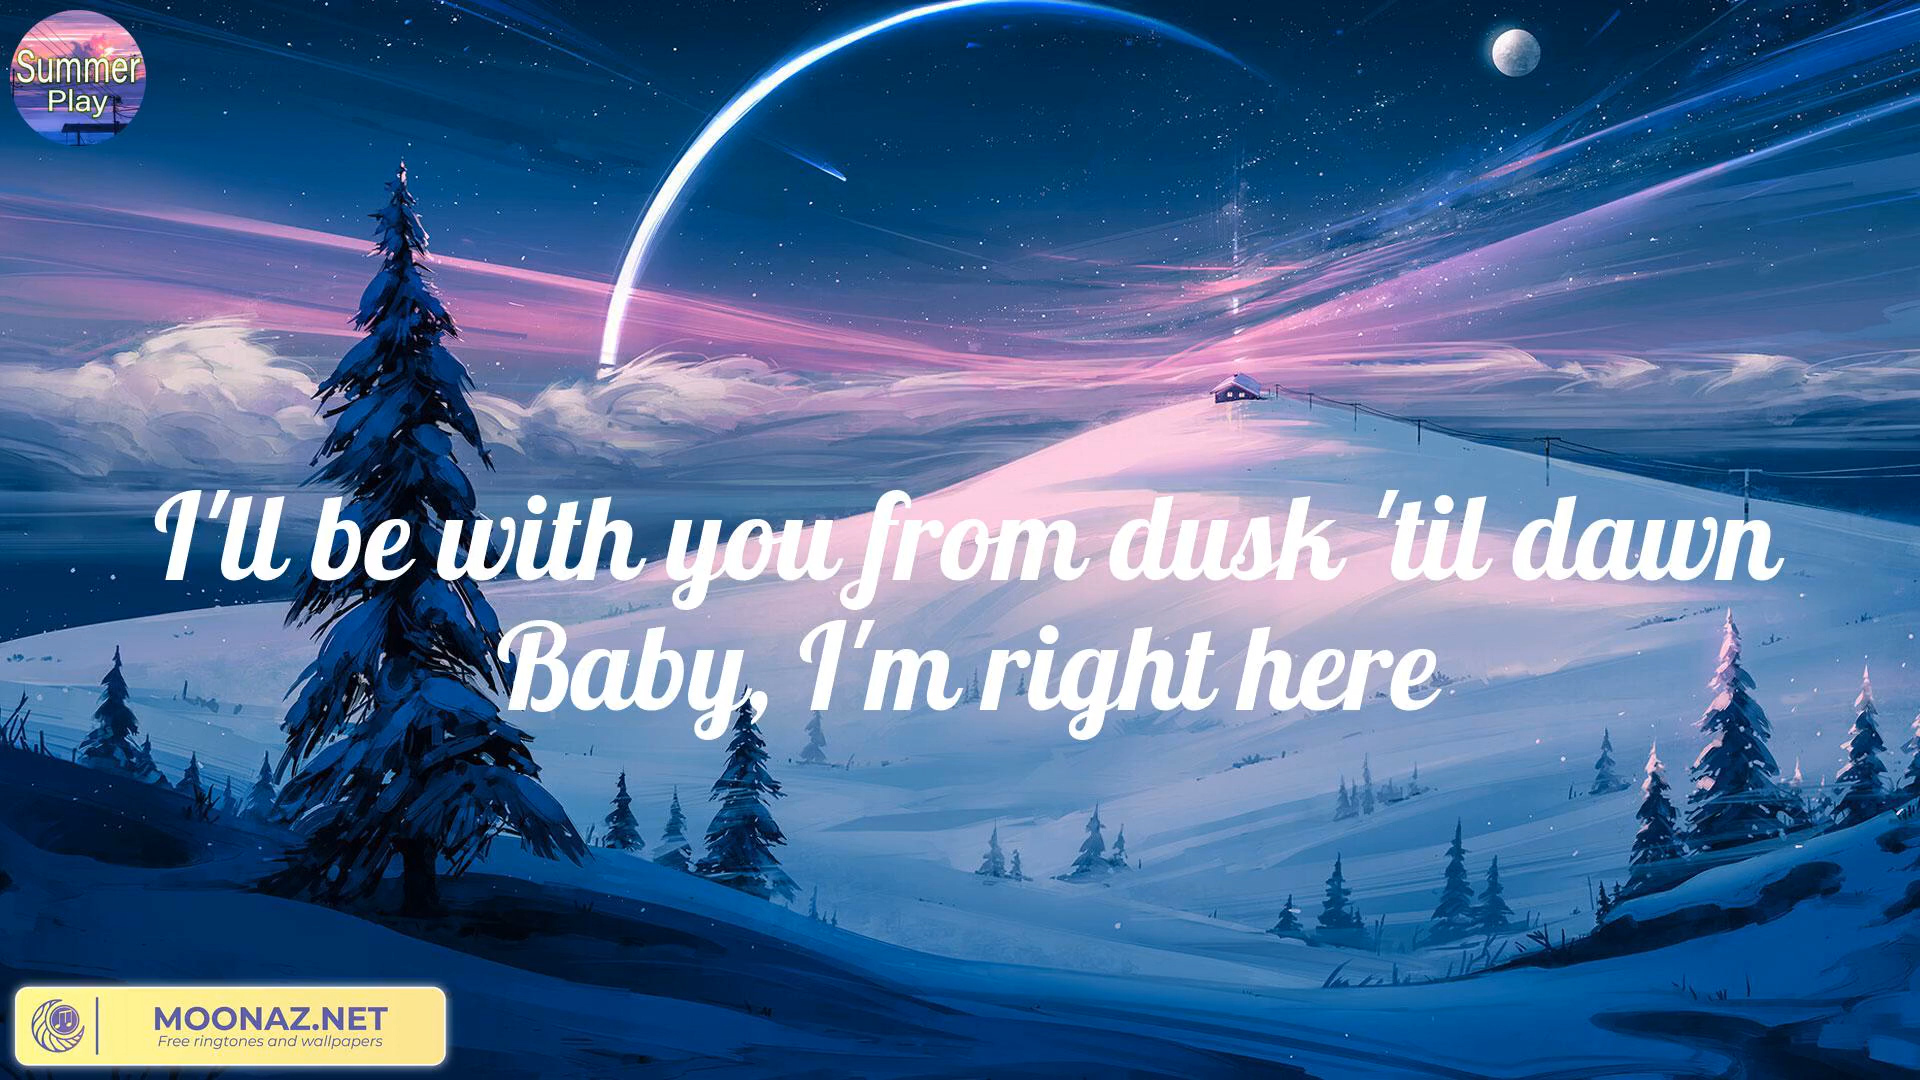 Summer
Play
I'll be with you from dusk 'til dawn
Baby, I'm right here
MOONAZ.NET
Free ringtones and wallpapers